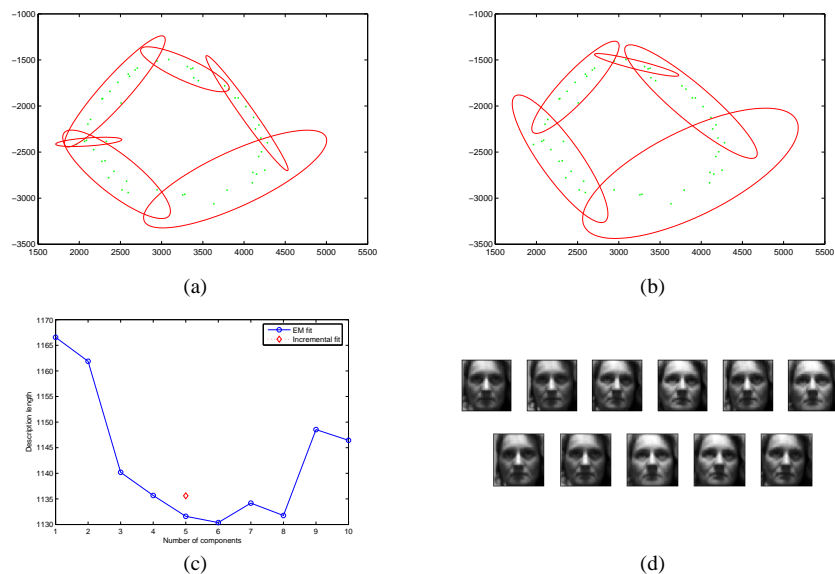 −1000
−1500
−2000
−2500
−3000
−3500
1500 2000 2500 3000 3500 4000 4500 5000 5500
(a)
−1000
−1500
−2000
−2500
−3000
−3500
1500 2000 2500 3000 3500 4000 4500 5000 5500
(b)
1170
1165
1160
1155
1150
1145
1140
1135
1130
Description length
EM fit
Incremental fit
1 2 3 4 5 6 7 8 9 10
Number of components
(c)
(d)